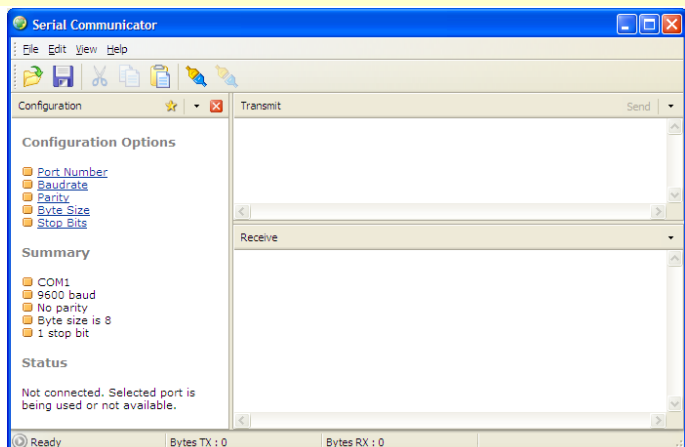 Serial Communicator
File Edit View Help
Configuration
Configuration Options
Port Number
Baudrate
Parity
Byte Size
Stop Bits
Summary
COM1
9600 baud
No parity
Byte size is 8
1 stop bit
Status
Not connected. Selected port is
being used or not available.
Transmit Send
Receive
Ready Bytes TX : 0 Bytes RX : 0